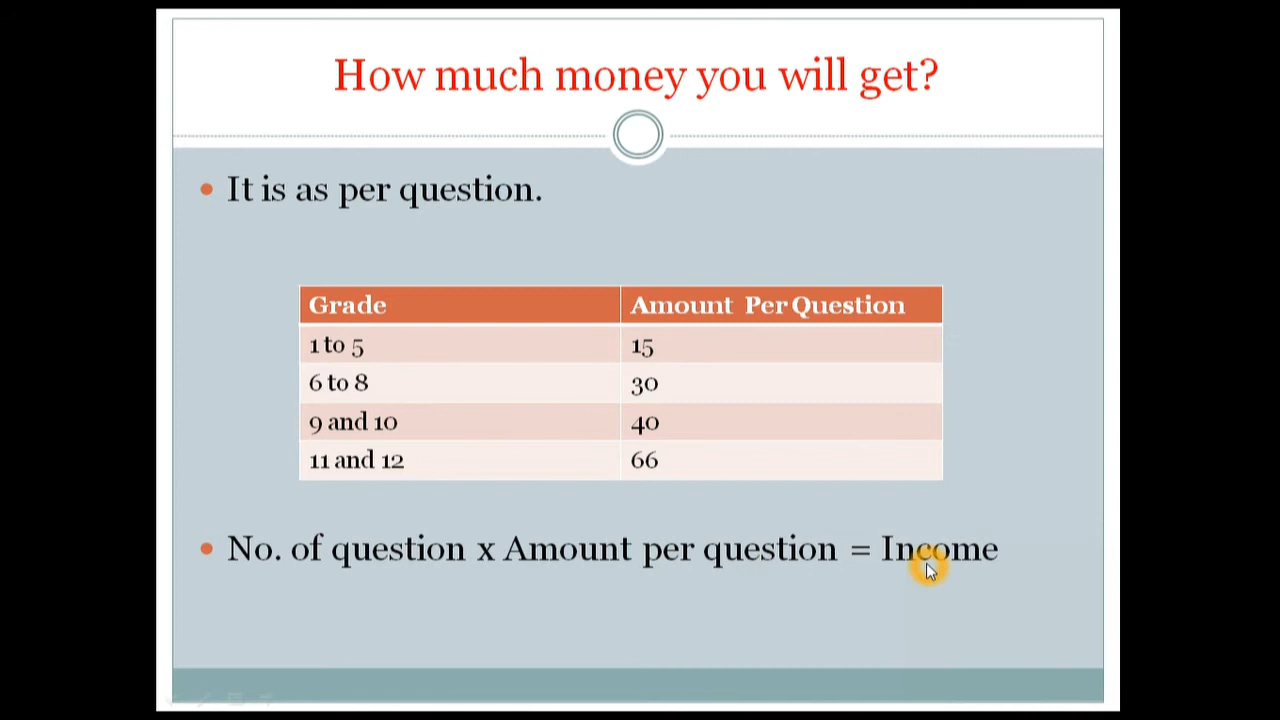 How much money you will get?
It is as per question.
Grade Amount Per Question
1 to 5 15
6 to 8 30
9 and 10 40
11 and 12 66
No. of question x Amount per question = Income